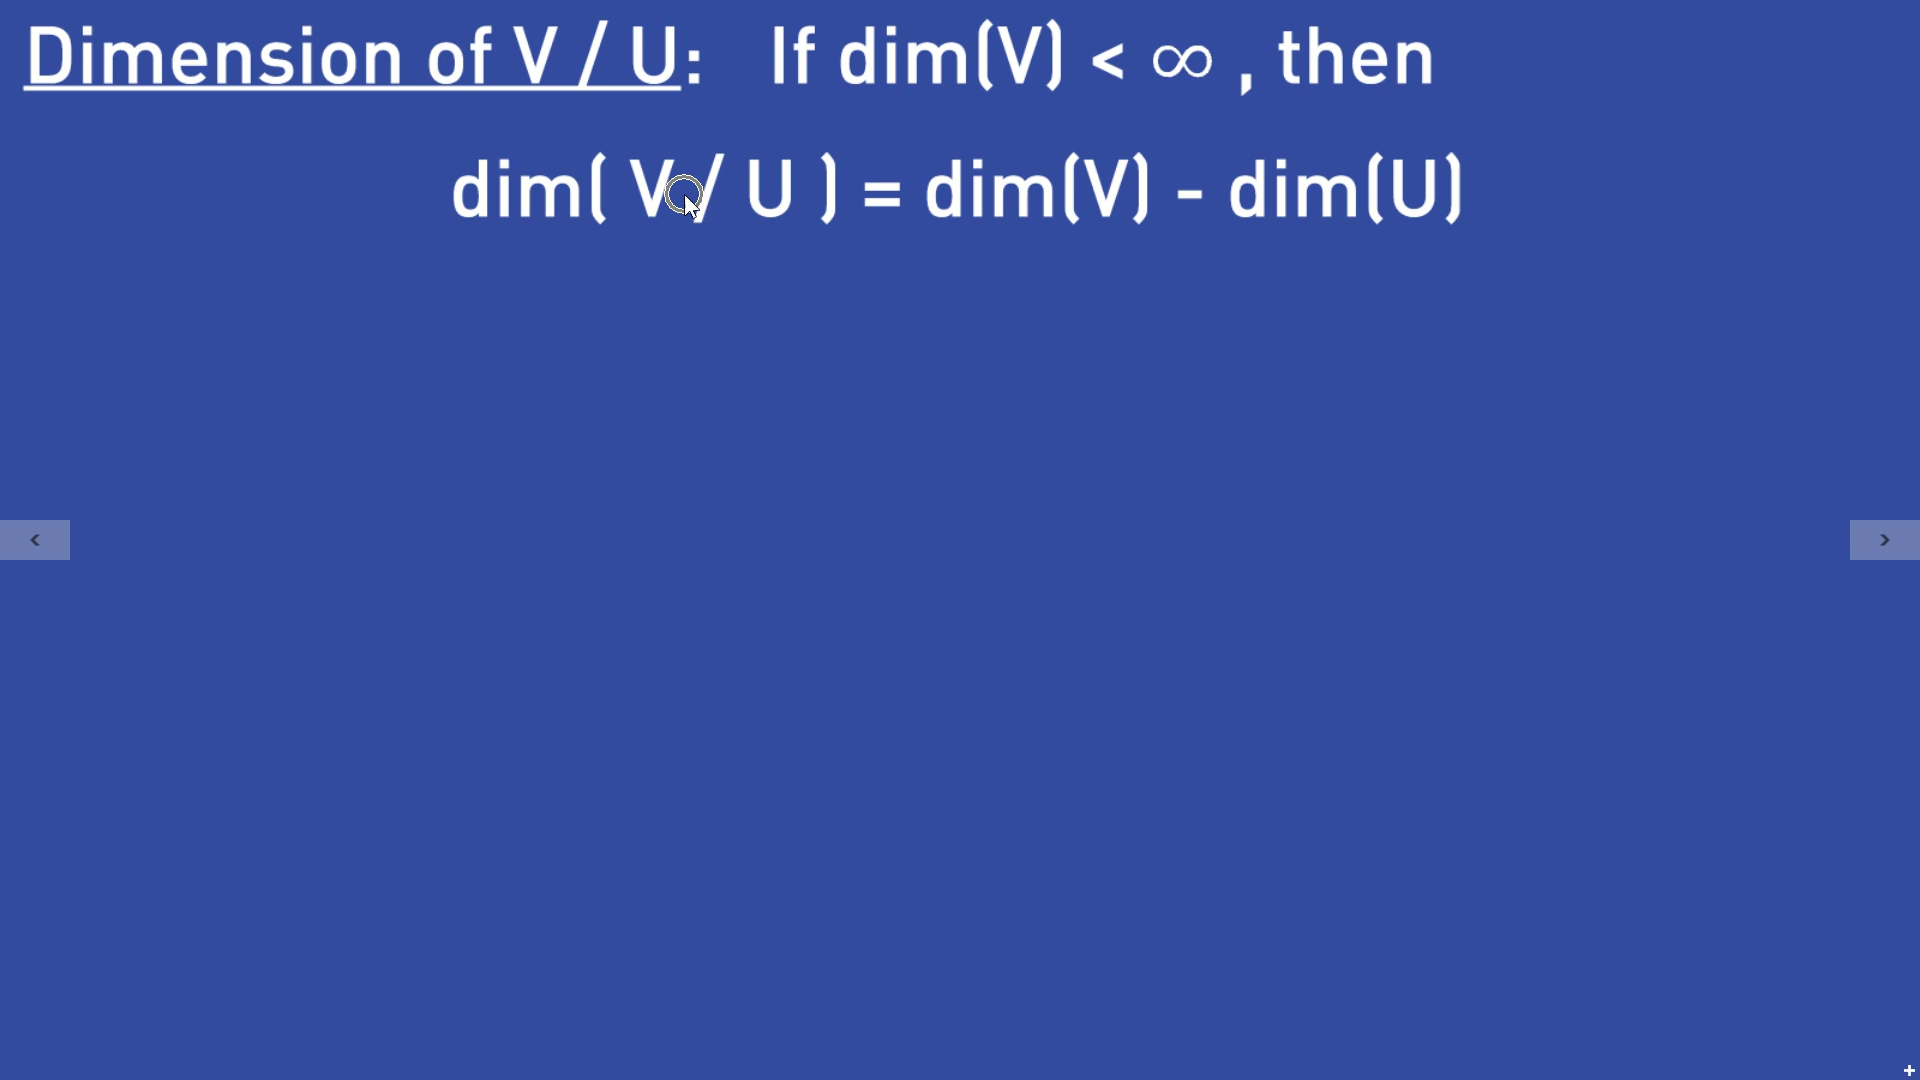 Dimension of V / U: If dim(V) < ∞ , then
dim( V / U ) = dim(V) - dim(U)
<
>
+